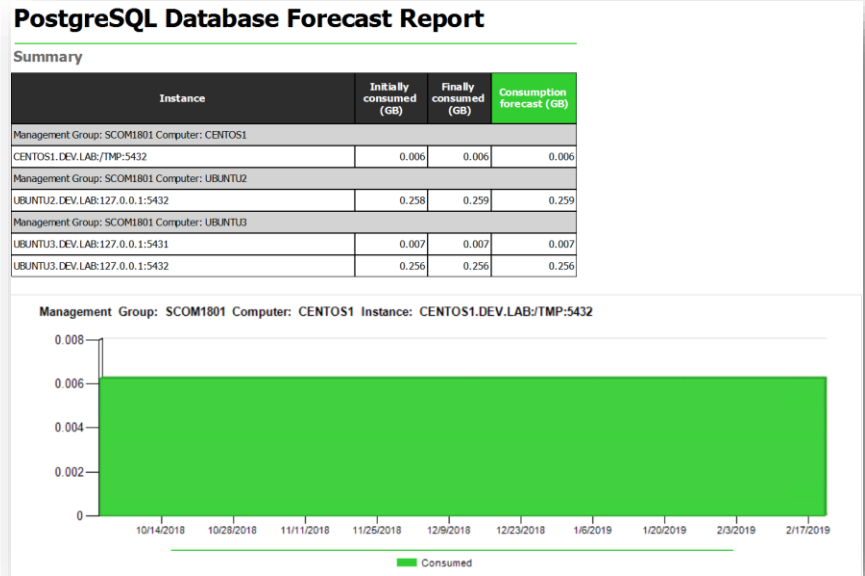 PostgreSQL Database Forecast Report
Summary
Instance Initially consumed (GB) Finally consumed (GB) Consumption forecast (GB)
Management Group: SCOM1801 Computer: CENTOS1
CENTOS1.DEV.LAB:/TMP:5432 0.006 0.006 0.006
Management Group: SCOM1801 Computer: UBUNTU2
UBUNTU2.DEV.LAB:127.0.0.1:5432 0.258 0.259 0.259
Management Group: SCOM1801 Computer: UBUNTU3
UBUNTU3.DEV.LAB:127.0.0.1:5431 0.007 0.007 0.007
UBUNTU3.DEV.LAB:127.0.0.1:5432 0.256 0.256 0.256
Management Group: SCOM1801 Computer: CENTOS1 Instance: CENTOS1.DEV.LAB:/TMP:5432
0.008
0.006
0.004
0.002
0
10/14/2018 10/28/2018 11/11/2018 11/25/2018 12/9/2018 12/23/2018 1/6/2019 1/20/2019 2/3/2019 2/17/2019
Consumed